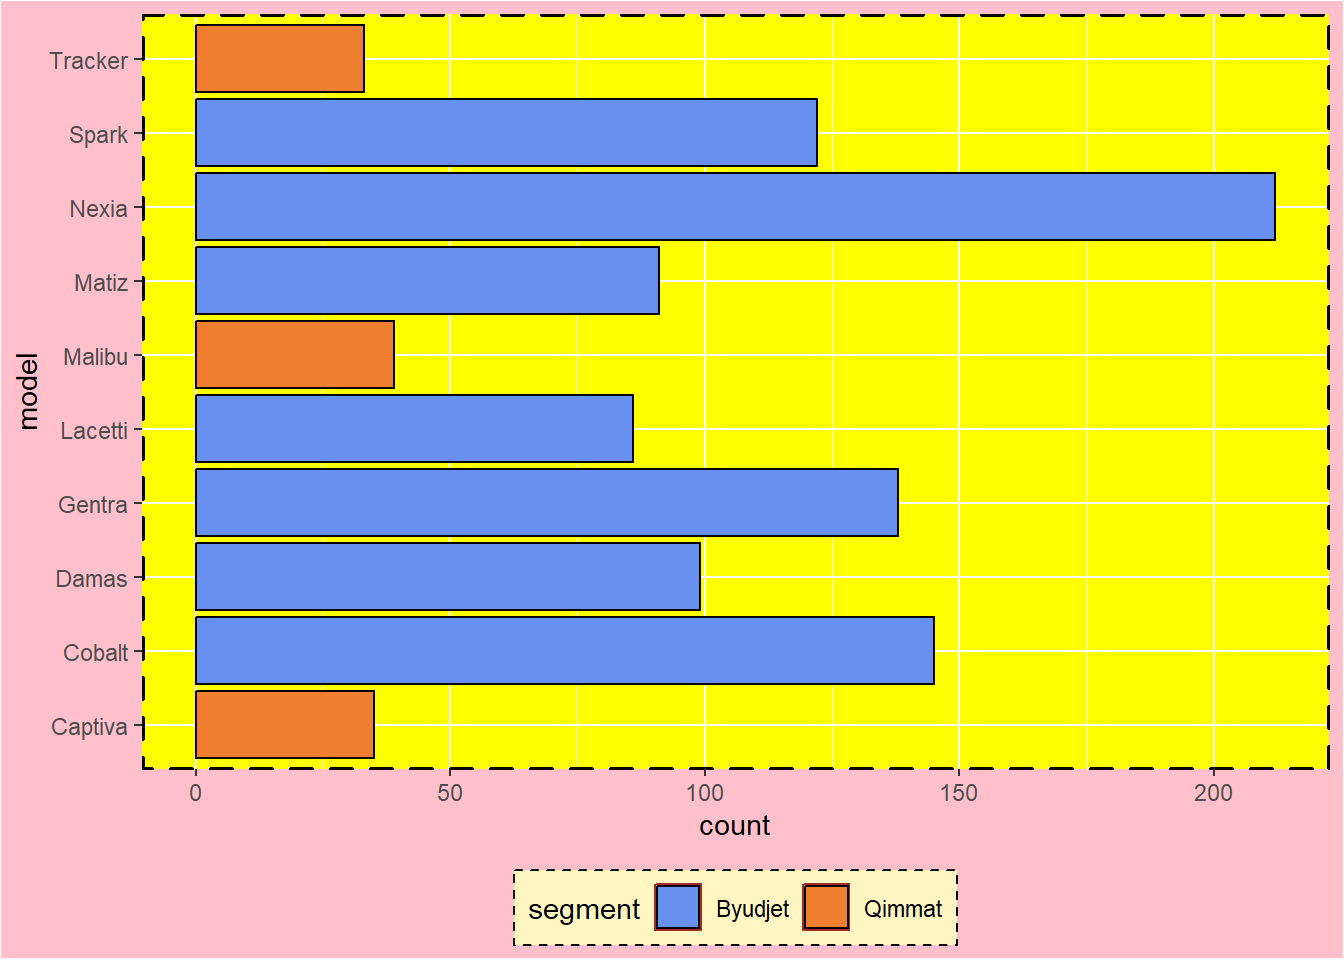 Tracker
Spark
Nexia
Matiz
Malibu
Lacetti
Gentra
Damas
Cobalt
Captiva
model
0 50 100 150 200
count
segment Byudjet Qimmat